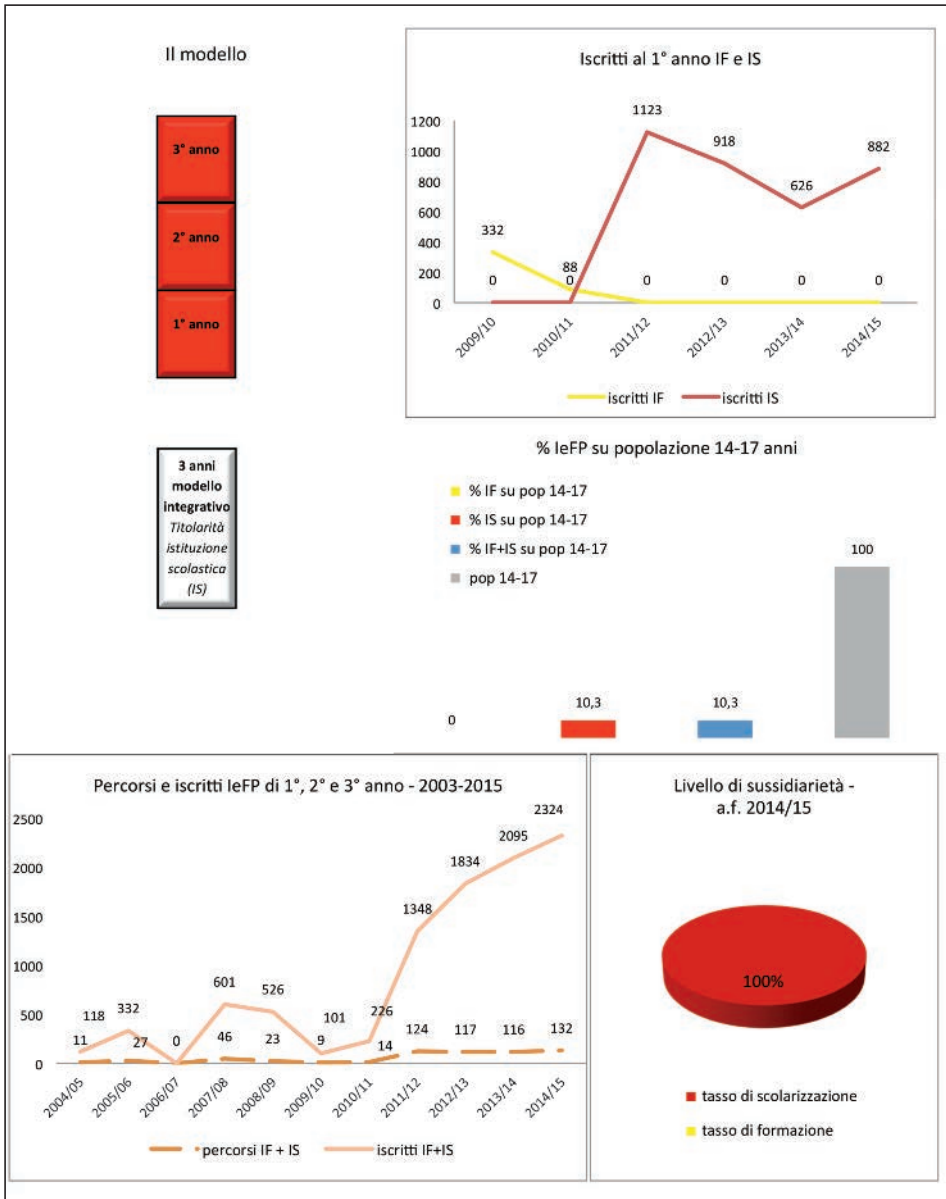 Il modello
3° anno
2° anno
1° anno
3 anni
modello
integrativo
Titolarità
istituzione
scolastica
(IS)
Iscritti al 1° anno IF e IS
1200
1000
800
600
400
200
0
332
88
1123
918
626
882
0 0 0 0 0 0
2009/10 2010/11 2011/12 2012/13 2013/14 2014/15
iscritti IF iscritti IS
% IeFP su popolazione 14-17 anni
% IF su pop 14-17
% IS su pop 14-17
% IF+IS su pop 14-17
pop 14-17
0
10,3
10,3
100
Percorsi e iscritti IeFP di 1°, 2° e 3° anno - 2003-2015
2500
2000
1500
1000
500
0
118 332 0 601 526 101 226 1348 1834 2095 2324
11 27 46 23 9 14 124 117 116 132
2004/05 2005/06 2006/07 2007/08 2008/09 2009/10 2010/11 2011/12 2012/13 2013/14 2014/15
percorsi IF + IS iscritti IF+IS
Livello di sussidiarietà -
a.f. 2014/15
100%
tasso di scolarizzazione
tasso di formazione